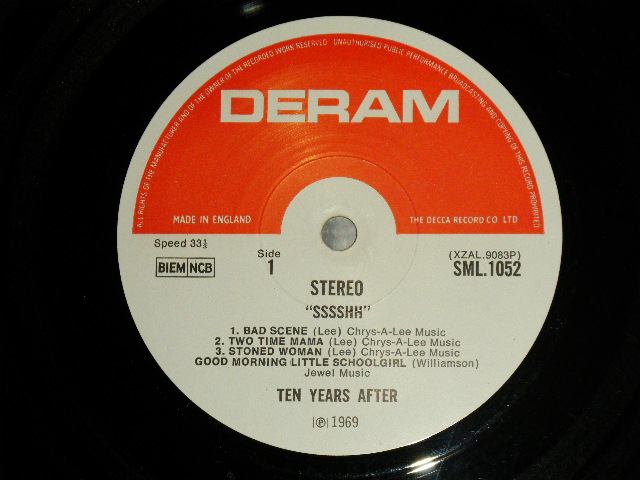 ALL RIGHTS OF THE MANUFACTURER AND OF THE OWNER OF THE RECORDED WORK RESERVED UNAUTHORISED PUBLIC PERFORMANCE BROADCASTING AND COPYING OF THIS RECORD PROHIBITED
DERAM
MADE IN ENGLAND
THE DECCA RECORD CO. LTD
Speed 33⅓
BIEM NCB
Side
1
(XZAL.9083P)
SML.1052
STEREO
"SSSSHH"
1. BAD SCENE (Lee) Chrys-A-Lee Music
2. TWO TIME MAMA (Lee) Chrys-A-Lee Music
3. STONED WOMAN (Lee) Chrys-A-Lee Music
GOOD MORNING LITTLE SCHOOLGIRL (Williamson)
Jewel Music
TEN YEARS AFTER
℗ 1969